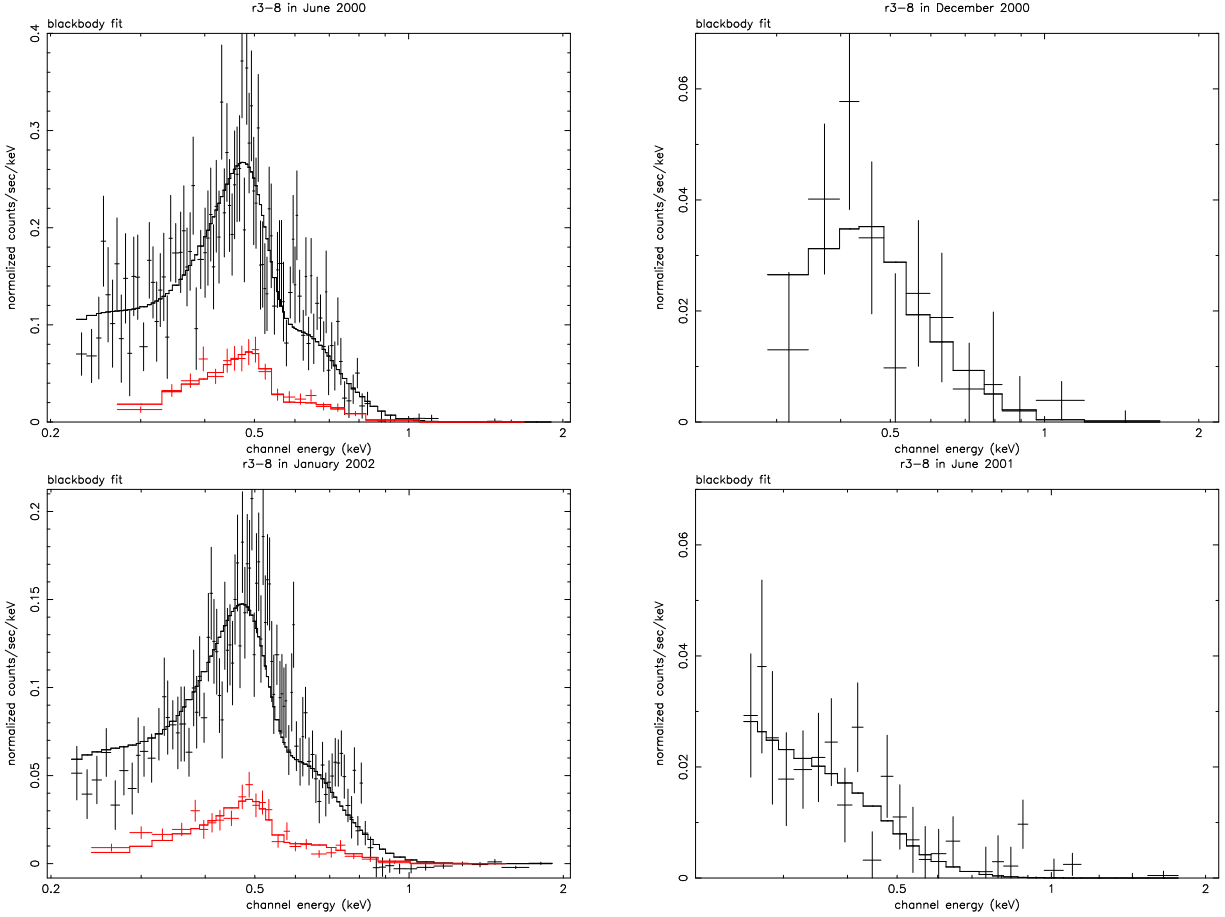 r3-8 in June 2000
blackbody fit
0.4
0.3
0.2
0.1
0
normalized counts/sec/keV
0.2 0.5 1 2
channel energy (keV)
r3-8 in December 2000
blackbody fit
0.06
0.04
0.02
0
normalized counts/sec/keV
0.5 1 2
channel energy (keV)
r3-8 in January 2002
blackbody fit
0.2
0.15
0.1
0.05
0
normalized counts/sec/keV
0.2 0.5 1 2
channel energy (keV)
r3-8 in June 2001
blackbody fit
0.06
0.04
0.02
0
normalized counts/sec/keV
0.5 1 2
channel energy (keV)